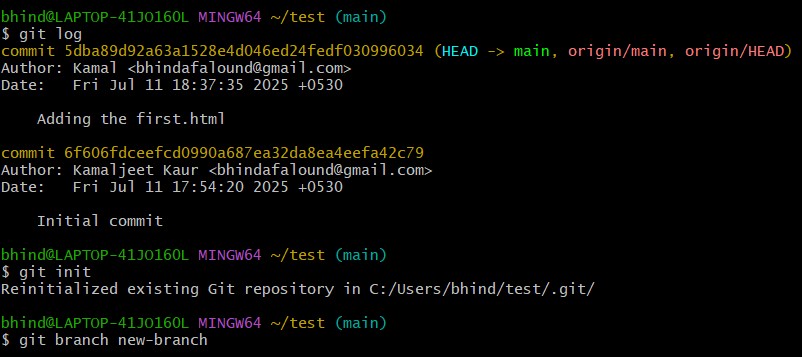 bhind@LAPTOP-41JO160L MINGW64 ~/test (main)
$ git log
commit 5dba89d92a63a1528e4d046ed24fedf030996034 (HEAD -> main, origin/main, origin/HEAD)
Author: Kamal <bhindafalound@gmail.com>
Date:   Fri Jul 11 18:37:35 2025 +0530

    Adding the first.html

commit 6f606fdceefcd0990a687ea32da8ea4eefa42c79
Author: Kamaljeet Kaur <bhindafalound@gmail.com>
Date:   Fri Jul 11 17:54:20 2025 +0530

    Initial commit

bhind@LAPTOP-41JO160L MINGW64 ~/test (main)
$ git init
Reinitialized existing Git repository in C:/Users/bhind/test/.git/

bhind@LAPTOP-41JO160L MINGW64 ~/test (main)
$ git branch new-branch